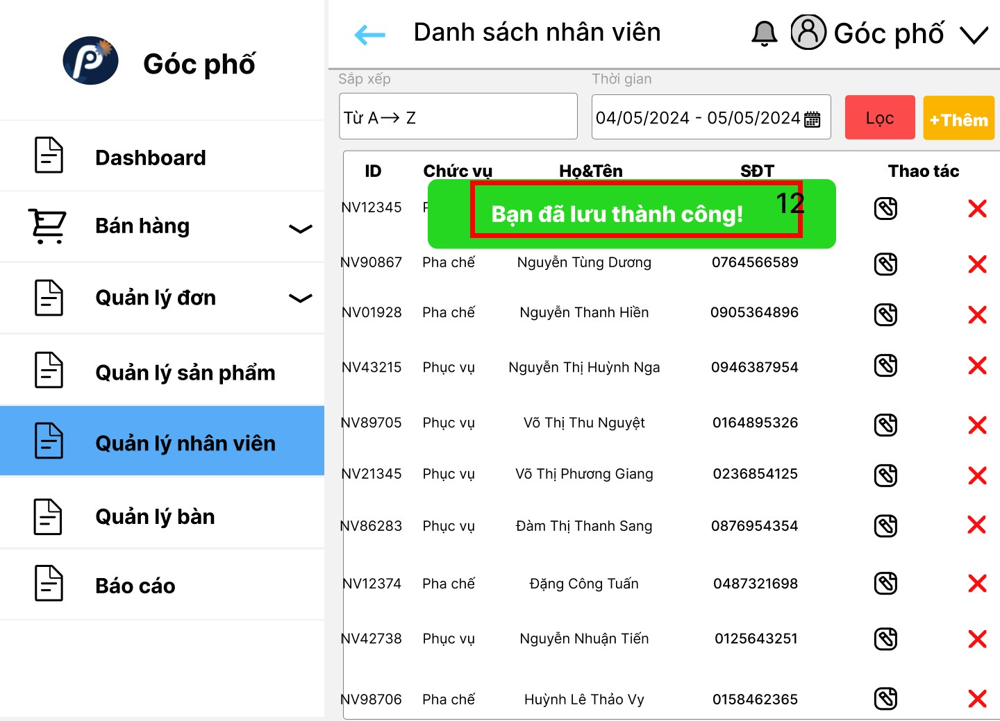 Góc phố
Dashboard
Bán hàng
Quản lý đơn
Quản lý sản phẩm
Quản lý nhân viên
Quản lý bàn
Báo cáo
Danh sách nhân viên
Góc phố
Sắp xếp
Thời gian
Từ A→ Z
04/05/2024 - 05/05/2024
Lọc
+Thêm
ID Chức vụ Họ&Tên SĐT Thao tác
NV12345
Bạn đã lưu thành công!
12
NV90867 Pha chế Nguyễn Tùng Dương 0764566589
NV01928 Pha chế Nguyễn Thanh Hiền 0905364896
NV43215 Phục vụ Nguyễn Thị Huỳnh Nga 0946387954
NV89705 Phục vụ Võ Thị Thu Nguyệt 0164895326
NV21345 Phục vụ Võ Thị Phương Giang 0236854125
NV86283 Phục vụ Đàm Thị Thanh Sang 0876954354
NV12374 Pha chế Đặng Công Tuấn 0487321698
NV42738 Phục vụ Nguyễn Nhuận Tiến 0125643251
NV98706 Pha chế Huỳnh Lê Thảo Vy 0158462365